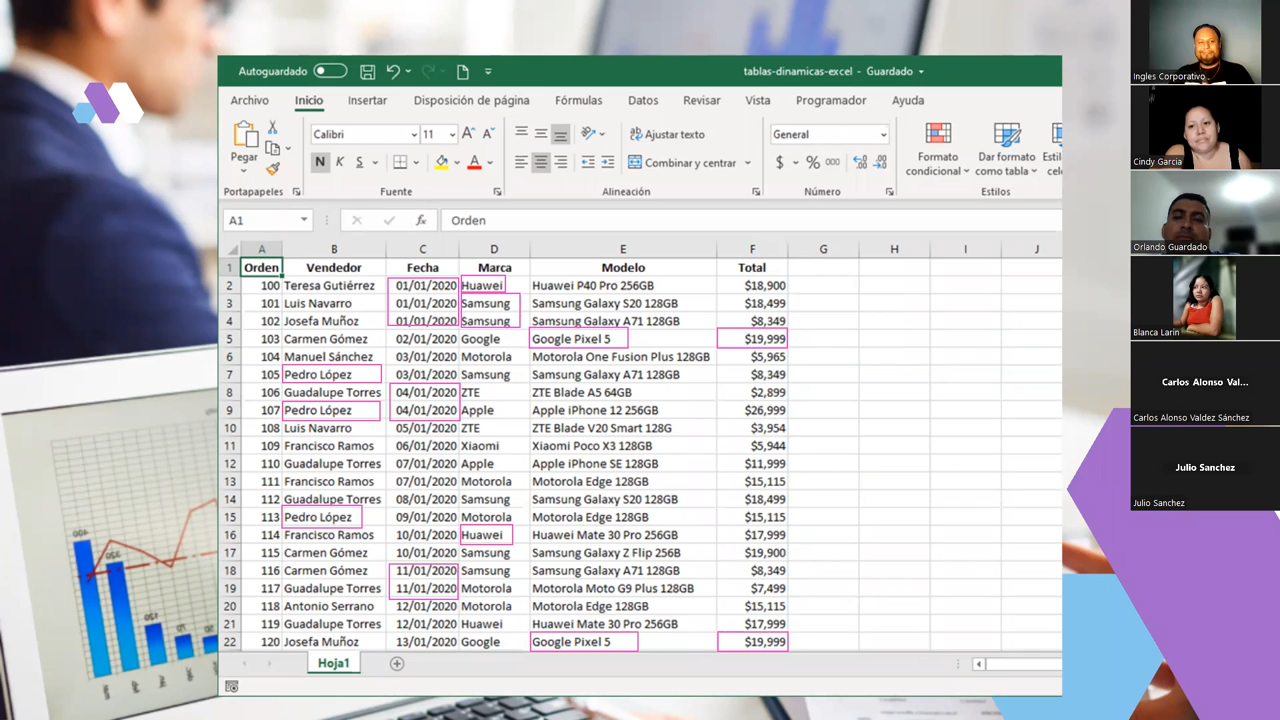 Autoguardado tablas-dinamicas-excel - Guardado
Archivo Inicio Insertar Disposición de página Fórmulas Datos Revisar Vista Programador Ayuda
Pegar Calibri 11 Ajustar texto General Formato condicional Dar formato como tabla
N K S Combinar y centrar $ % 000
Portapapeles Fuente Alineación Número Estilos
A1 fx Orden
A B C D E F G H I J
1 Orden Vendedor Fecha Marca Modelo Total
2 100 Teresa Gutiérrez 01/01/2020 Huawei Huawei P40 Pro 256GB $18,900
3 101 Luis Navarro 01/01/2020 Samsung Samsung Galaxy S20 128GB $18,499
4 102 Josefa Muñoz 01/01/2020 Samsung Samsung Galaxy A71 128GB $8,349
5 103 Carmen Gómez 02/01/2020 Google Google Pixel 5 $19,999
6 104 Manuel Sánchez 03/01/2020 Motorola Motorola One Fusion Plus 128GB $5,965
7 105 Pedro López 03/01/2020 Samsung Samsung Galaxy A71 128GB $8,349
8 106 Guadalupe Torres 04/01/2020 ZTE ZTE Blade A5 64GB $2,899
9 107 Pedro López 04/01/2020 Apple Apple iPhone 12 256GB $26,999
10 108 Luis Navarro 05/01/2020 ZTE ZTE Blade V20 Smart 128G $3,954
11 109 Francisco Ramos 06/01/2020 Xiaomi Xiaomi Poco X3 128GB $5,944
12 110 Guadalupe Torres 07/01/2020 Apple Apple iPhone SE 128GB $11,999
13 111 Francisco Ramos 07/01/2020 Motorola Motorola Edge 128GB $15,115
14 112 Guadalupe Torres 08/01/2020 Samsung Samsung Galaxy S20 128GB $18,499
15 113 Pedro López 09/01/2020 Motorola Motorola Edge 128GB $15,115
16 114 Francisco Ramos 10/01/2020 Huawei Huawei Mate 30 Pro 256GB $17,999
17 115 Carmen Gómez 10/01/2020 Samsung Samsung Galaxy Z Flip 256B $19,900
18 116 Carmen Gómez 11/01/2020 Samsung Samsung Galaxy A71 128GB $8,349
19 117 Guadalupe Torres 11/01/2020 Motorola Motorola Moto G9 Plus 128GB $7,499
20 118 Antonio Serrano 12/01/2020 Motorola Motorola Edge 128GB $15,115
21 119 Guadalupe Torres 12/01/2020 Huawei Huawei Mate 30 Pro 256GB $17,999
22 120 Josefa Muñoz 13/01/2020 Google Google Pixel 5 $19,999
Hoja1
Ingles Corporativo .
Cindy Garcia
Orlando Guardado
Blanca Larin
Carlos Alonso Val...
Carlos Alonso Valdez Sánchez
Julio Sanchez
Julio Sanchez